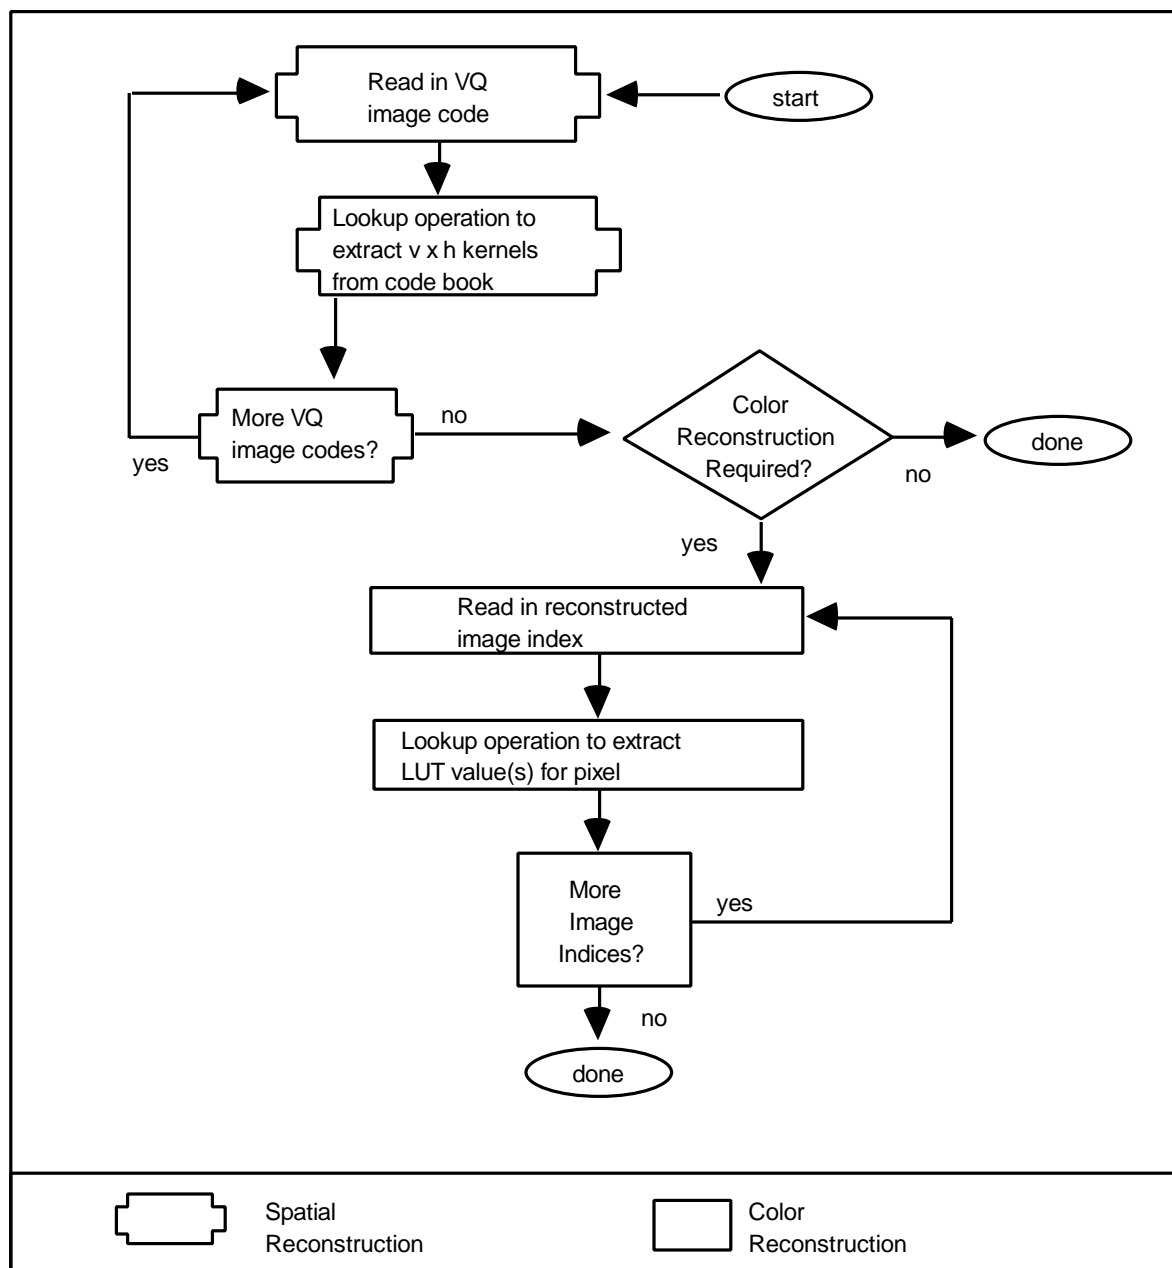 Read in VQ
image code
start
Lookup operation to
extract v x h kernels
from code book
More VQ
image codes?
yes
no
Color
Reconstruction
Required?
no
done
yes
Read in reconstructed
image index
Lookup operation to extract
LUT value(s) for pixel
More
Image
Indices?
yes
no
done
Spatial
Reconstruction
Color
Reconstruction